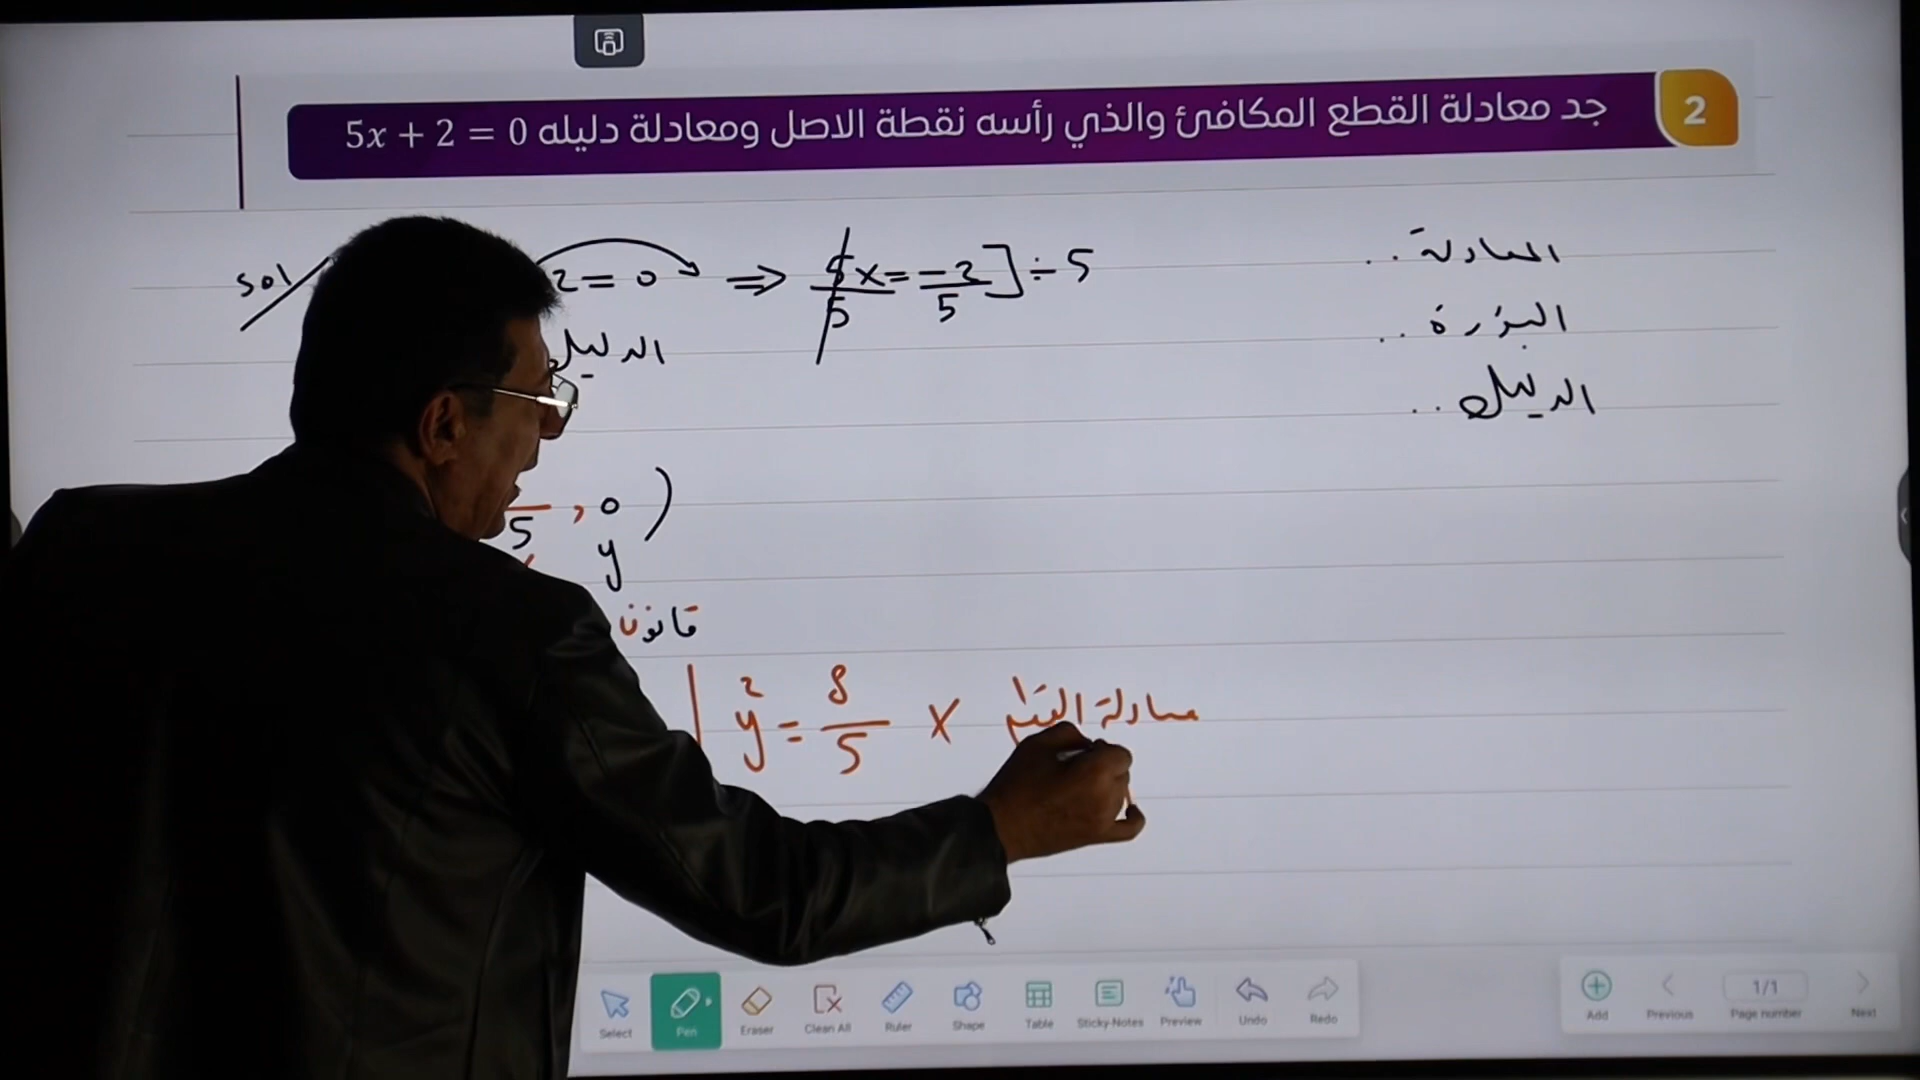 2 جد معادلة القطع المكافئ والذي رأسه نقطة الاصل ومعادلة دليله 5x + 2 = 0
sol 2 = 0 ⇒ 5x/5 = -2/5 ] ÷ 5
الدليل
المعادلة ..
البؤرة ..
الدليل ..
5 , 0 )
y
قانون
y² = 8/5 x معادلة
Select Pen Eraser Clean All Ruler Shape Table Sticky Notes Preview Undo Redo
Add Previous 1/1 Page number Next